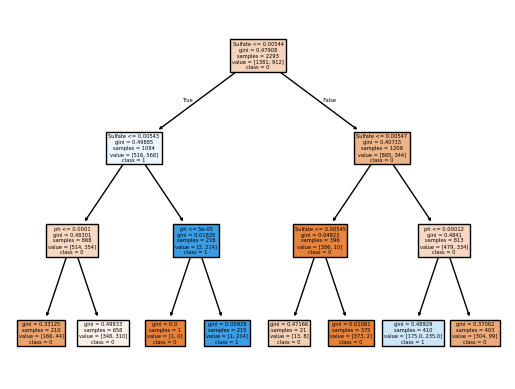 Sulfate <= 0.00544
gini = 0.47908
samples = 2293
value = [1381, 912]
class = 0
True
False
Sulfate <= 0.00543
gini = 0.49885
samples = 1084
value = [516, 568]
class = 1
Sulfate <= 0.00547
gini = 0.40715
samples = 1209
value = [865, 344]
class = 0
ph <= 0.0001
gini = 0.48301
samples = 868
value = [514, 354]
class = 0
ph <= 5e-05
gini = 0.01835
samples = 216
value = [2, 214]
class = 1
Sulfate <= 0.00545
gini = 0.04923
samples = 396
value = [386, 10]
class = 0
ph <= 0.00012
gini = 0.4841
samples = 813
value = [479, 334]
class = 0
gini = 0.33125
samples = 210
value = [166, 44]
class = 0
gini = 0.49833
samples = 658
value = [348, 310]
class = 0
gini = 0.0
samples = 1
value = [1, 0]
class = 0
gini = 0.00926
samples = 215
value = [1, 214]
class = 1
gini = 0.47166
samples = 21
value = [13, 8]
class = 0
gini = 0.01061
samples = 375
value = [373, 2]
class = 0
gini = 0.48929
samples = 410
value = [175.0, 235.0]
class = 1
gini = 0.37062
samples = 403
value = [304, 99]
class = 0